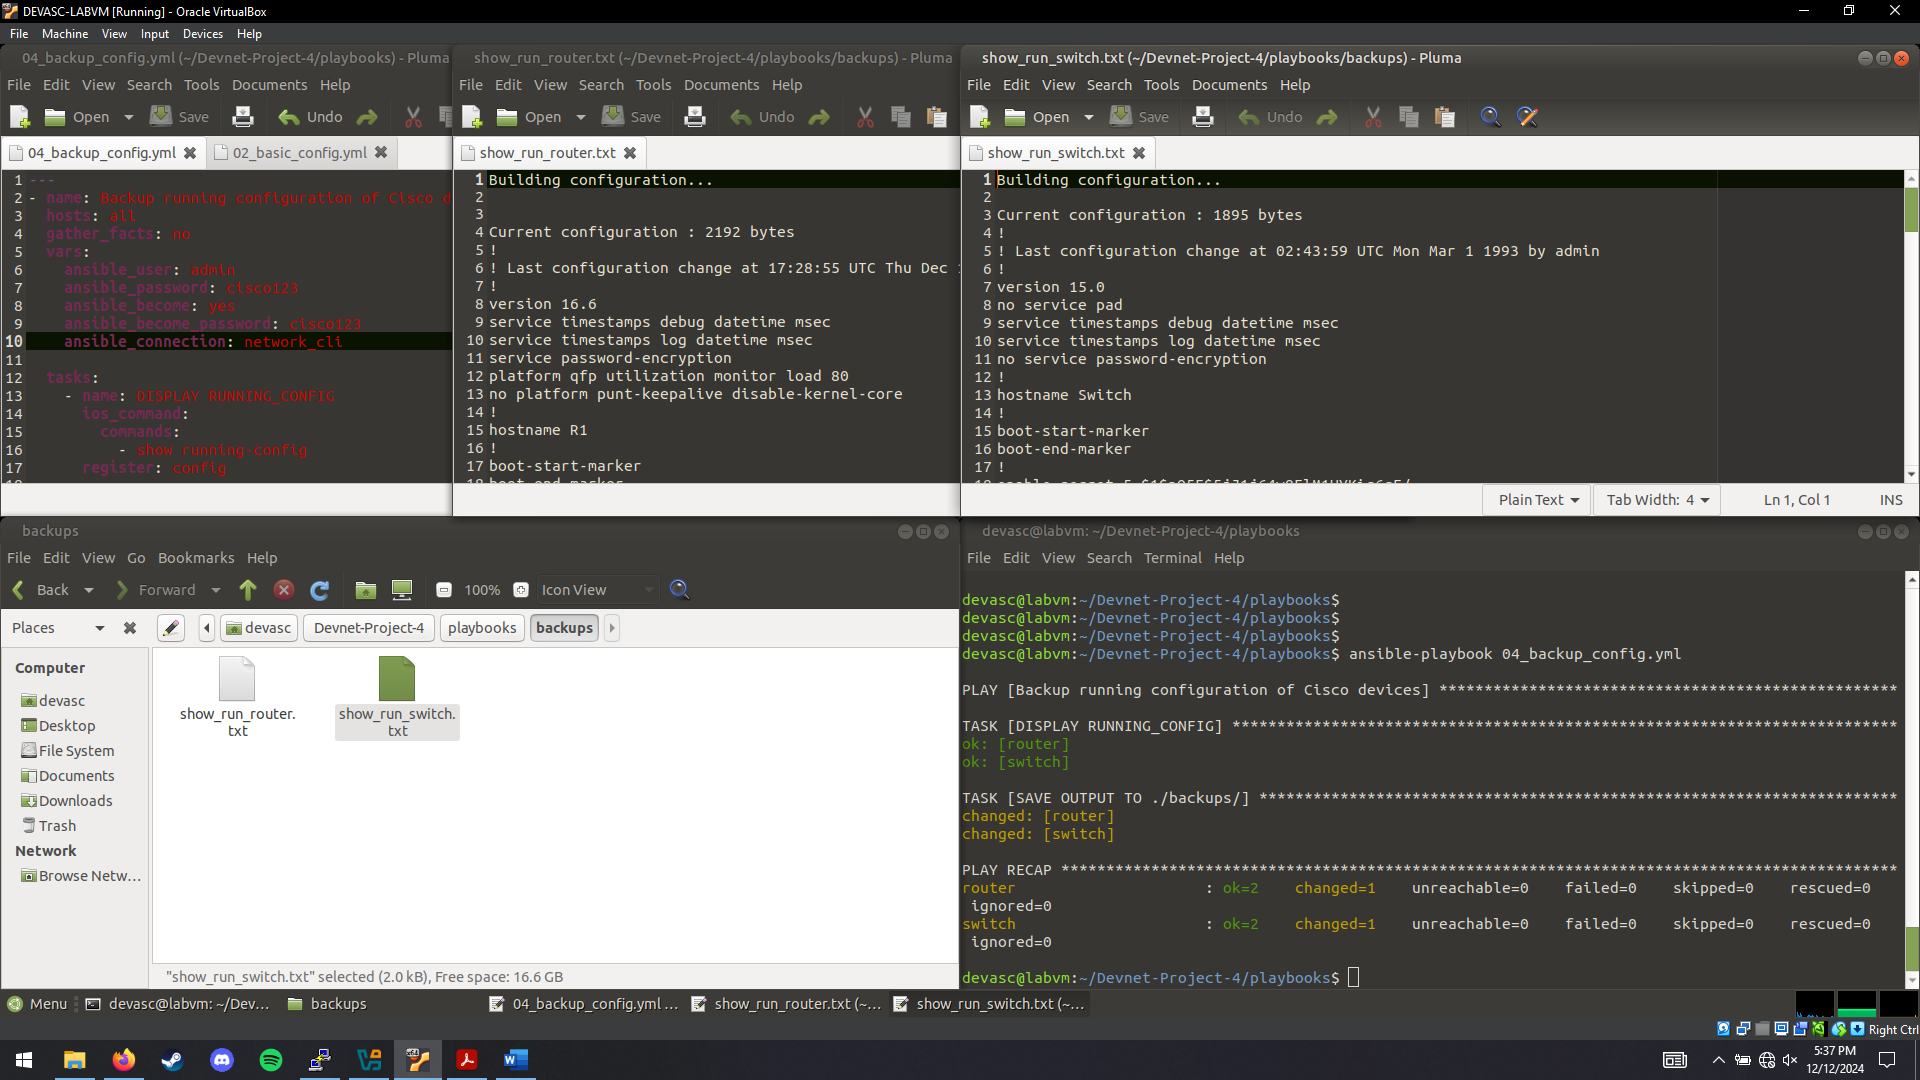 DEVASC-LABVM [Running] - Oracle VirtualBox
File Machine View Input Devices Help
04_backup_config.yml (~/Devnet-Project-4/playbooks) - Pluma
File Edit View Search Tools Documents Help
Open Save Undo
04_backup_config.yml 02_basic_config.yml
1 ---
2 - name: Backup running configuration of Cisco d
3 hosts: all
4 gather_facts: no
5 vars:
6 ansible_user: admin
7 ansible_password: cisco123
8 ansible_become: yes
9 ansible_become_password: cisco123
10 ansible_connection: network_cli
11
12 tasks:
13 - name: DISPLAY RUNNING_CONFIG
14 ios_command:
15 commands:
16 - show running-config
17 register: config
show_run_router.txt (~/Devnet-Project-4/playbooks/backups) - Pluma
File Edit View Search Tools Documents Help
Open Save Undo
show_run_router.txt
1 Building configuration...
2
3
4 Current configuration : 2192 bytes
5 !
6 ! Last configuration change at 17:28:55 UTC Thu Dec
7 !
8 version 16.6
9 service timestamps debug datetime msec
10 service timestamps log datetime msec
11 service password-encryption
12 platform qfp utilization monitor load 80
13 no platform punt-keepalive disable-kernel-core
14 !
15 hostname R1
16 !
17 boot-start-marker
show_run_switch.txt (~/Devnet-Project-4/playbooks/backups) - Pluma
File Edit View Search Tools Documents Help
Open Save Undo
show_run_switch.txt
1 Building configuration...
2
3 Current configuration : 1895 bytes
4 !
5 ! Last configuration change at 02:43:59 UTC Mon Mar 1 1993 by admin
6 !
7 version 15.0
8 no service pad
9 service timestamps debug datetime msec
10 service timestamps log datetime msec
11 no service password-encryption
12 !
13 hostname Switch
14 !
15 boot-start-marker
16 boot-end-marker
17 !
Plain Text Tab Width: 4 Ln 1, Col 1 INS
backups
File Edit View Go Bookmarks Help
Back Forward 100% Icon View
Places devasc Devnet-Project-4 playbooks backups
Computer
devasc
Desktop
File System
Documents
Downloads
Trash
Network
Browse Netw...
show_run_router.
txt
show_run_switch.
txt
"show_run_switch.txt" selected (2.0 kB), Free space: 16.6 GB
devasc@labvm: ~/Devnet-Project-4/playbooks
File Edit View Search Terminal Help
devasc@labvm:~/Devnet-Project-4/playbooks$
devasc@labvm:~/Devnet-Project-4/playbooks$
devasc@labvm:~/Devnet-Project-4/playbooks$
devasc@labvm:~/Devnet-Project-4/playbooks$ ansible-playbook 04_backup_config.yml
PLAY [Backup running configuration of Cisco devices] ***************************************************
TASK [DISPLAY RUNNING_CONFIG] **************************************************************************
ok: [router]
ok: [switch]
TASK [SAVE OUTPUT TO ./backups/] ***********************************************************************
changed: [router]
changed: [switch]
PLAY RECAP *********************************************************************************************
router : ok=2 changed=1 unreachable=0 failed=0 skipped=0 rescued=0
ignored=0
switch : ok=2 changed=1 unreachable=0 failed=0 skipped=0 rescued=0
ignored=0
devasc@labvm:~/Devnet-Project-4/playbooks$
Menu devasc@labvm: ~/Dev... backups 04_backup_config.yml ... show_run_router.txt (~... show_run_switch.txt (~...
Right Ctrl
5:37 PM
12/12/2024